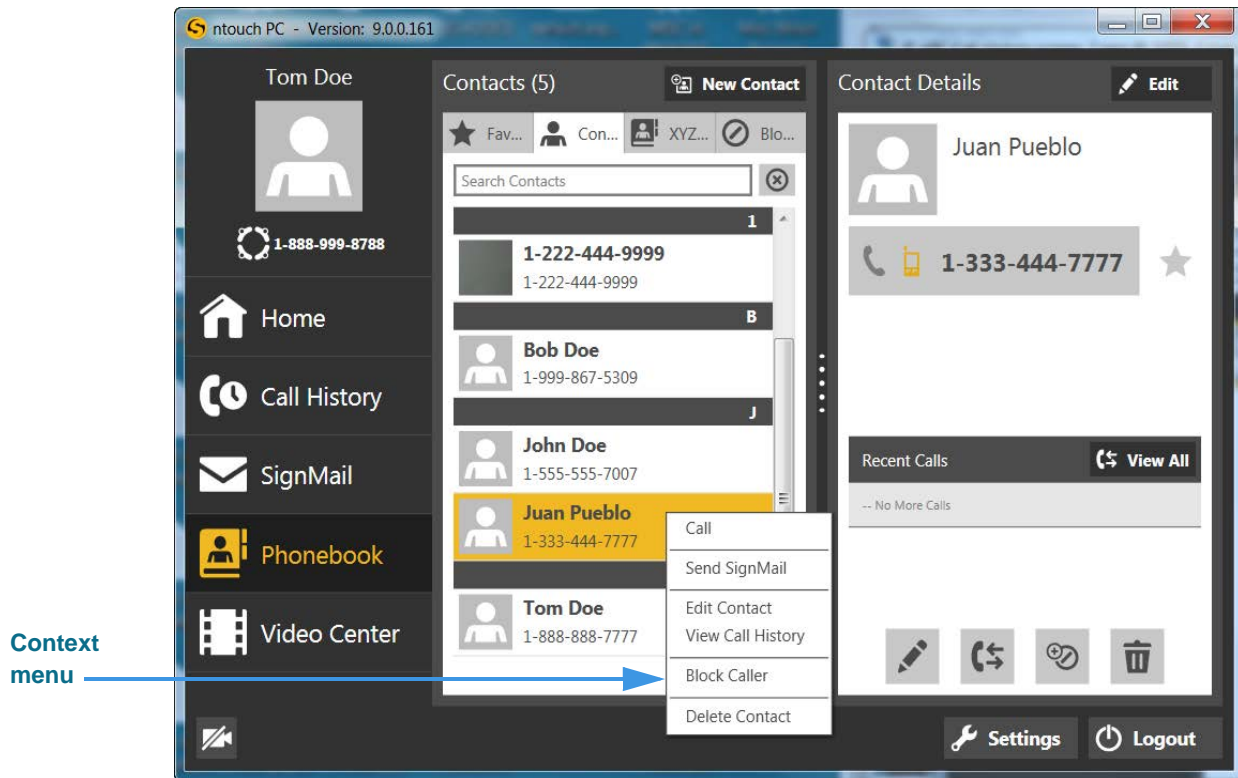 ntouch PC - Version: 9.0.0.161
Tom Doe
1-888-999-8788
Home
Call History
SignMail
Phonebook
Video Center
Contacts (5)
New Contact
Fav... Con... XYZ... Blo...
Search Contacts
1
1-222-444-9999
1-222-444-9999
B
Bob Doe
1-999-867-5309
J
John Doe
1-555-555-7007
Juan Pueblo
1-333-444-7777
Tom Doe
1-888-888-7777
Call
Send SignMail
Edit Contact
View Call History
Block Caller
Delete Contact
Contact Details
Edit
Juan Pueblo
1-333-444-7777
Recent Calls
View All
-- No More Calls
Settings
Logout
Context
menu